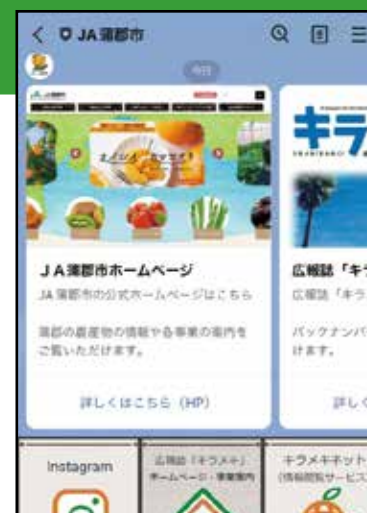 JA蒲郡市
今日
JA蒲郡市ホームページ
JA蒲郡市の公式ホームページはこちら
蒲郡の農産物の情報や各事業の案内を
ご覧いただけます。
詳しくはこちら（HP）
キラ
広報誌「キラ
広報誌「キラ
バックナンバ
けます。
詳しく
Instagram
広報誌「キラメキ」
ホームページ・事業案内
キラメキネット
（情報閲覧サービス